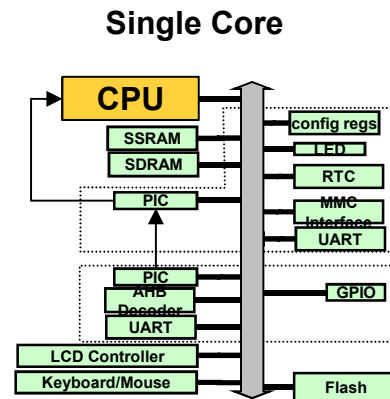 Single Core
CPU
SSRAM
SDRAM
PIC
PIC
AHB
Decoder
UART
LCD Controller
Keyboard/Mouse
config regs
LED
RTC
MMC
Interface
UART
GPIO
Flash